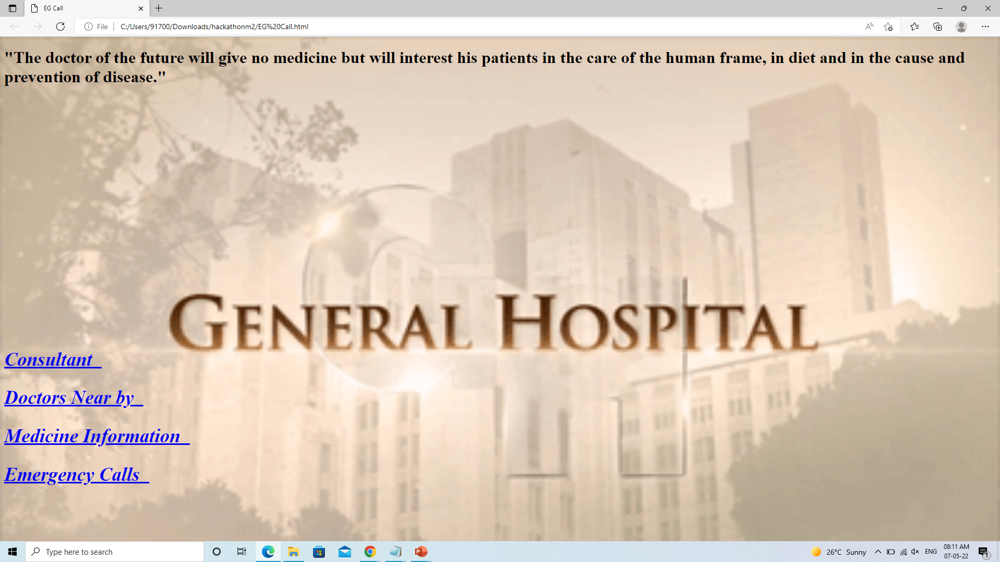 EG Call
File
C:/Users/91700/Downloads/hackathonm2/EG%20Call.html
"The doctor of the future will give no medicine but will interest his patients in the care of the human frame, in diet and in the cause and
prevention of disease."
GENERAL HOSPITAL
Consultant
Doctors Near by
Medicine Information
Emergency Calls
Type here to search
26°C Sunny
ENG
08:11 AM
07-05-22
1